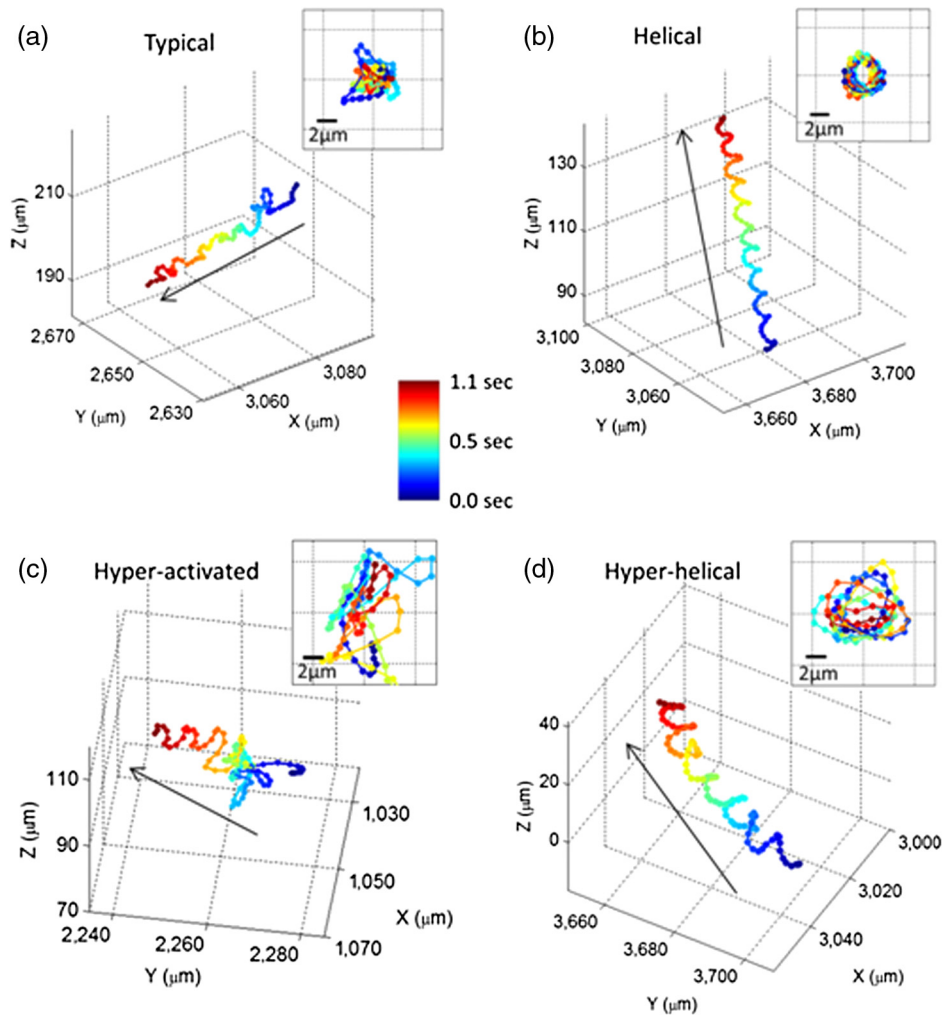 (a)
Typical
2μm
Z (μm)
210
190
2,670
2,650
2,630
Y (μm)
3,060
3,080
X (μm)
(b)
Helical
2μm
Z (μm)
130
110
90
3,100
3,080
3,060
Y (μm)
3,660
3,680
3,700
X (μm)
1.1 sec
0.5 sec
0.0 sec
(c)
Hyper-activated
2μm
Z (μm)
110
90
70
2,240
2,260
2,280
Y (μm)
1,030
1,050
1,070
X (μm)
(d)
Hyper-helical
2μm
Z (μm)
40
20
0
3,660
3,680
3,700
Y (μm)
3,000
3,020
3,040
X (μm)